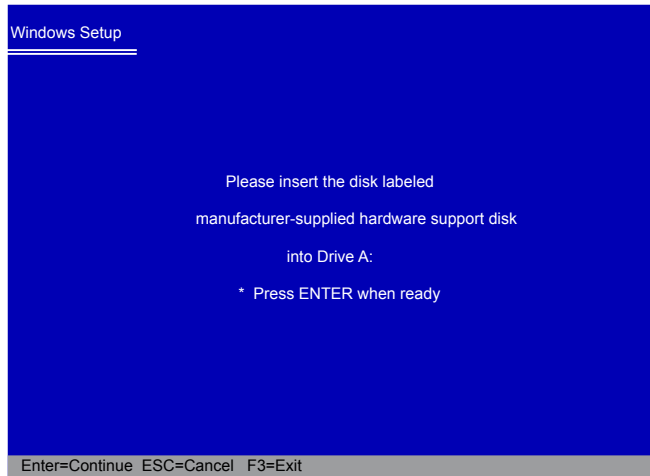 Windows Setup
Please insert the disk labeled
manufacturer-supplied hardware support disk
into Drive A:
* Press ENTER when ready
Enter=Continue ESC=Cancel F3=Exit